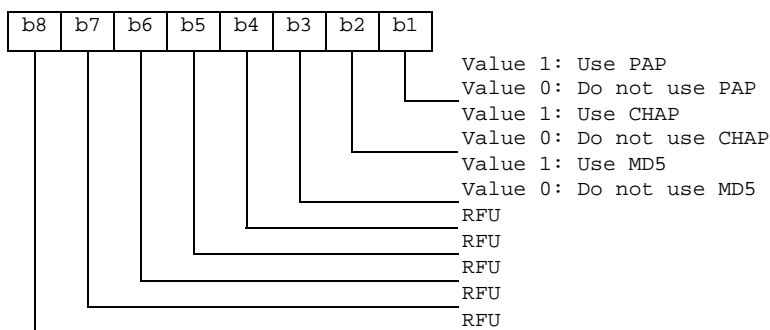 b8 b7 b6 b5 b4 b3 b2 b1
Value 1: Use PAP
Value 0: Do not use PAP
Value 1: Use CHAP
Value 0: Do not use CHAP
Value 1: Use MD5
Value 0: Do not use MD5
RFU
RFU
RFU
RFU
RFU